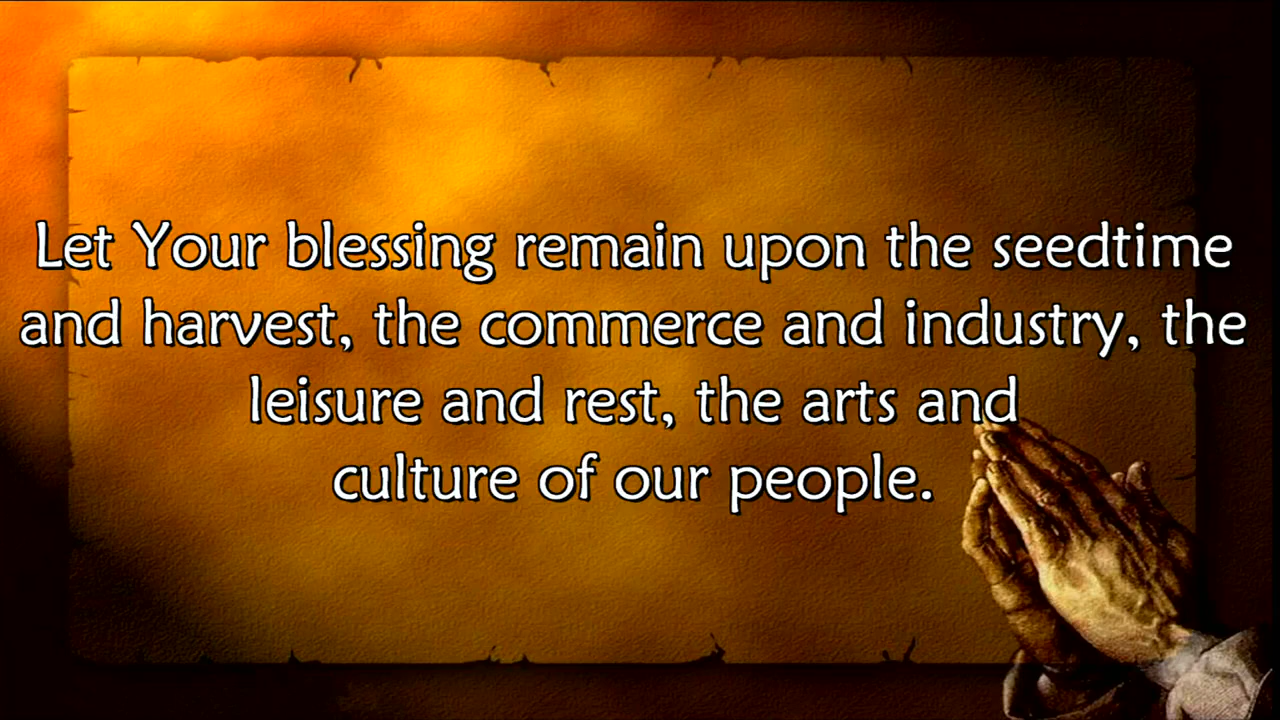 Let Your blessing remain upon the seedtime
and harvest, the commerce and industry, the
leisure and rest, the arts and
culture of our people.